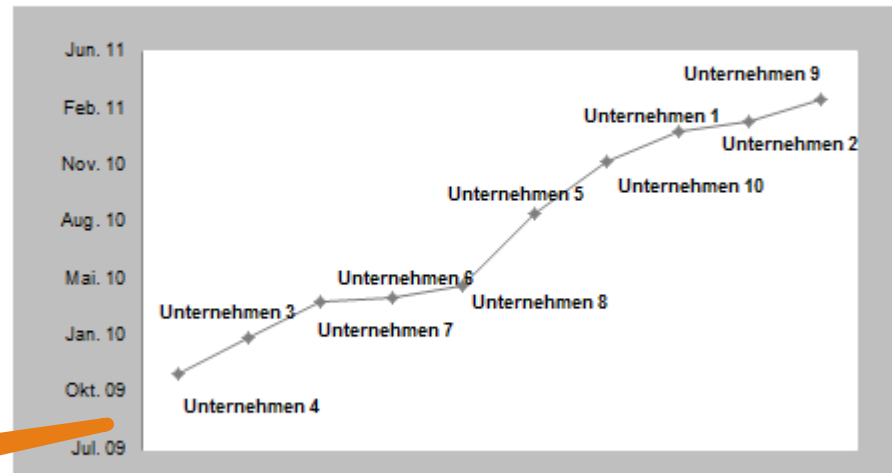 Jun. 11
Unternehmen 9
Feb. 11
Unternehmen 1
Unternehmen 2
Nov. 10
Unternehmen 10
Unternehmen 5
Aug. 10
Mai. 10
Unternehmen 6
Unternehmen 8
Unternehmen 3
Unternehmen 7
Jan. 10
Okt. 09
Unternehmen 4
Jul. 09